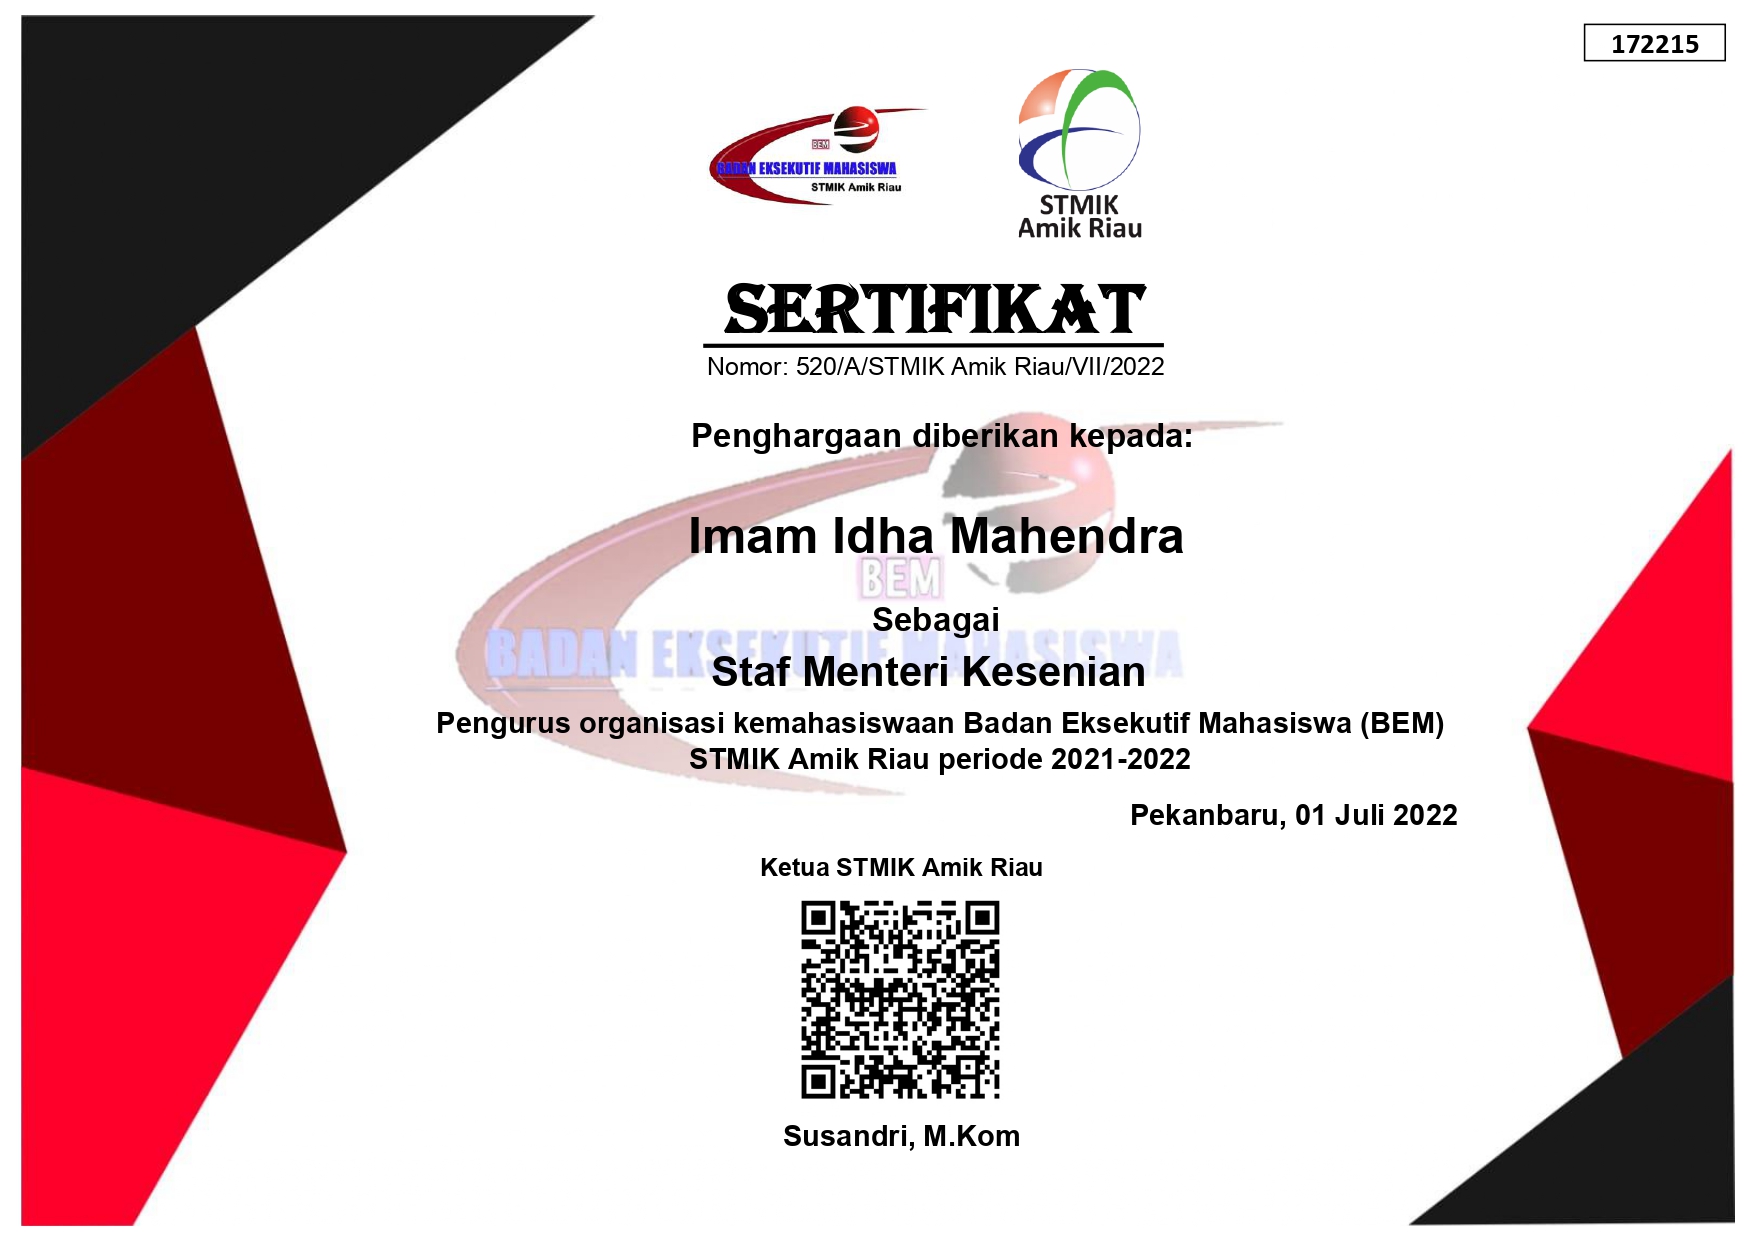 172215
BEM
BADAN EKSEKUTIF MAHASISWA
STMIK Amik Riau
STMIK
Amik Riau
SERTIFIKAT
Nomor: 520/A/STMIK Amik Riau/VII/2022
Penghargaan diberikan kepada:
Imam Idha Mahendra
BEM
Sebagai
BADAN EKSEKUTIF MAHASISWA
Staf Menteri Kesenian
Pengurus organisasi kemahasiswaan Badan Eksekutif Mahasiswa (BEM)
STMIK Amik Riau periode 2021-2022
Pekanbaru, 01 Juli 2022
Ketua STMIK Amik Riau
Susandri, M.Kom